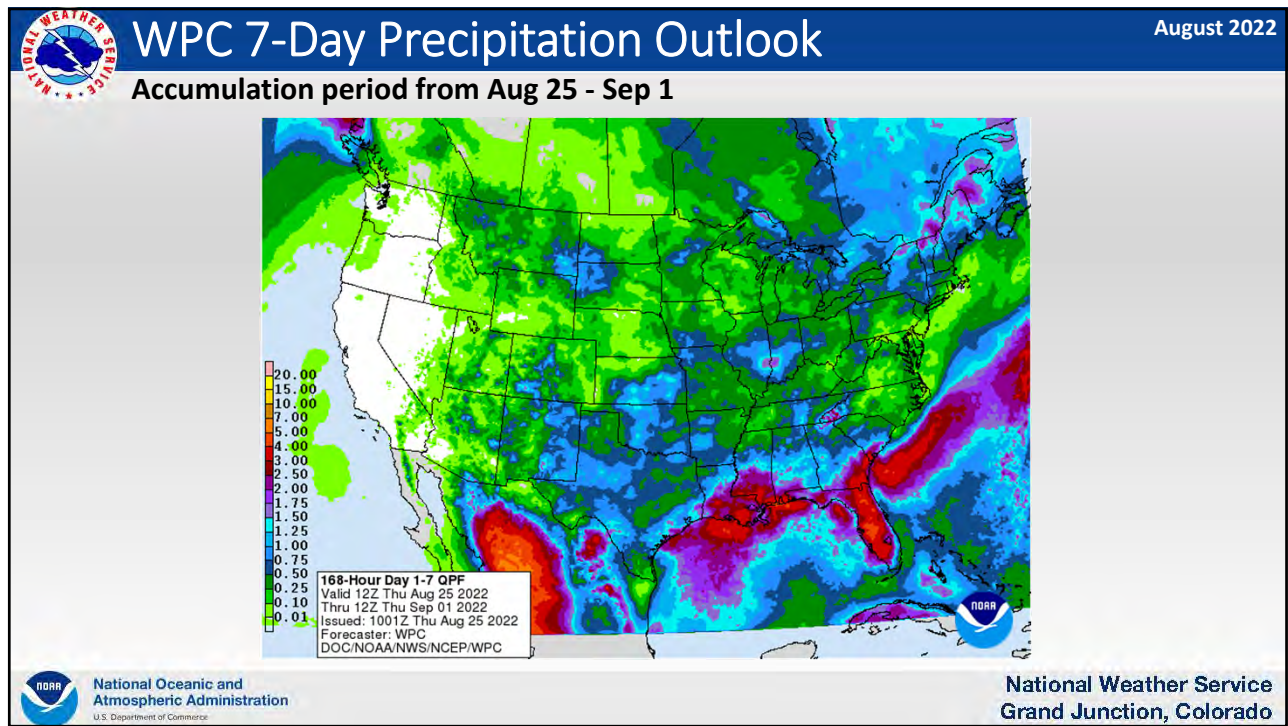 NATIONAL WEATHER SERVICE
WPC 7-Day Precipitation Outlook
August 2022
Accumulation period from Aug 25 - Sep 1
20.00
15.00
10.00
7.00
5.00
4.00
3.00
2.50
2.00
1.75
1.50
1.25
1.00
0.75
0.50
0.25
0.10
0.01
168-Hour Day 1-7 QPF
Valid 12Z Thu Aug 25 2022
Thru 12Z Thu Sep 01 2022
Issued: 1001Z Thu Aug 25 2022
Forecaster: WPC
DOC/NOAA/NWS/NCEP/WPC
NOAA
NOAA
National Oceanic and
Atmospheric Administration
U.S. Department of Commerce
National Weather Service
Grand Junction, Colorado